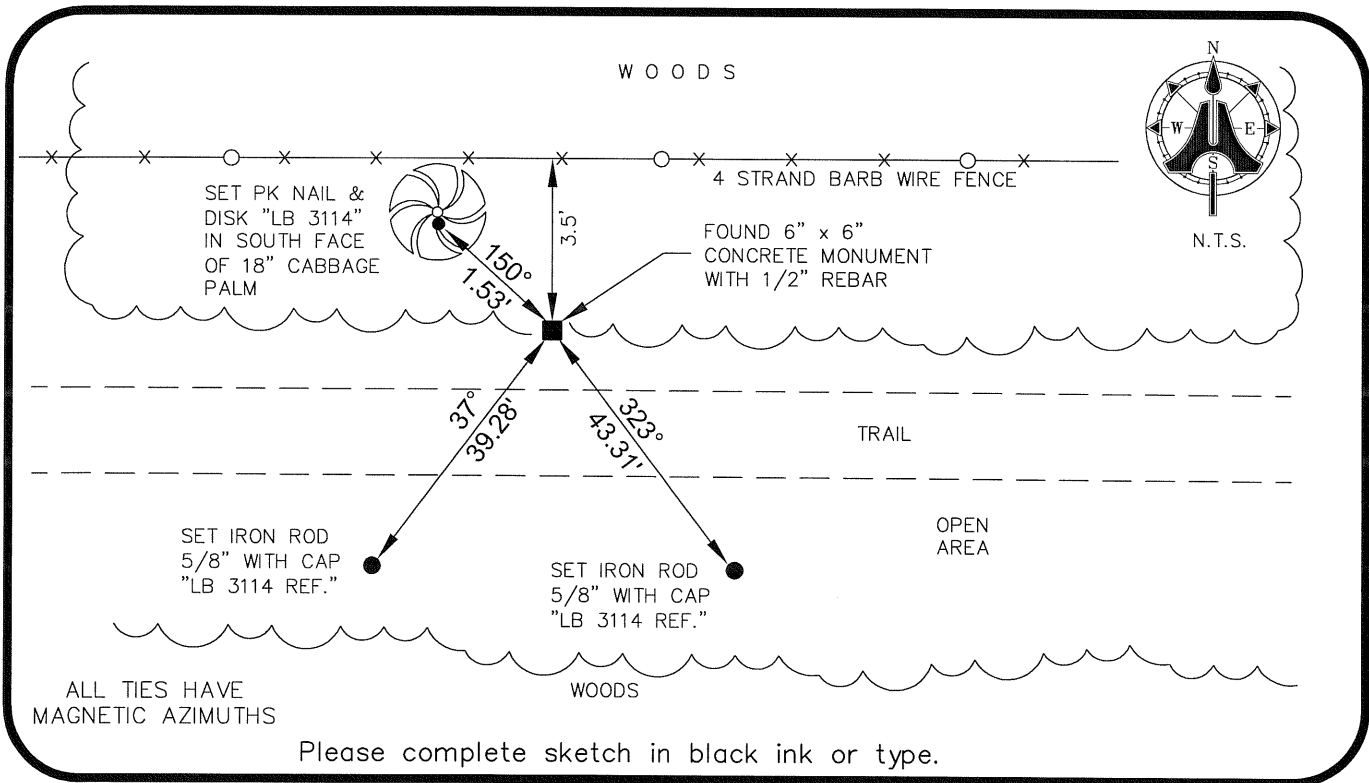 WOODS
N
W
E
S
N.T.S.
4 STRAND BARB WIRE FENCE
SET PK NAIL &
DISK "LB 3114"
IN SOUTH FACE
OF 18" CABBAGE
PALM
3.5'
150°
1.53'
FOUND 6" x 6"
CONCRETE MONUMENT
WITH 1/2" REBAR
37°
39.28'
323°
43.31'
TRAIL
SET IRON ROD
5/8" WITH CAP
"LB 3114 REF."
SET IRON ROD
5/8" WITH CAP
"LB 3114 REF."
OPEN
AREA
WOODS
ALL TIES HAVE
MAGNETIC AZIMUTHS
Please complete sketch in black ink or type.